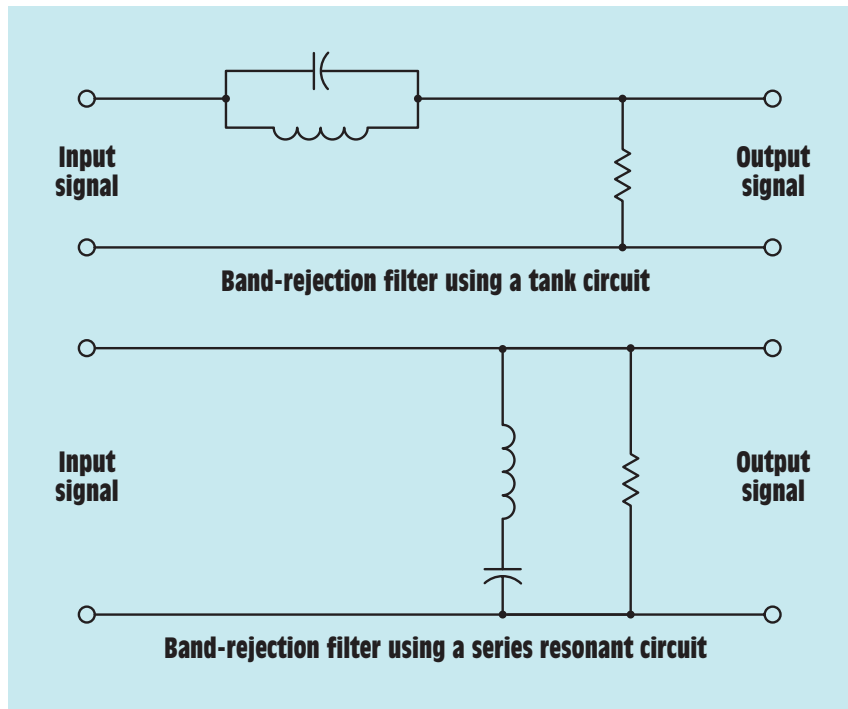 Input
signal
Output
signal
Band-rejection filter using a tank circuit
Input
signal
Output
signal
Band-rejection filter using a series resonant circuit